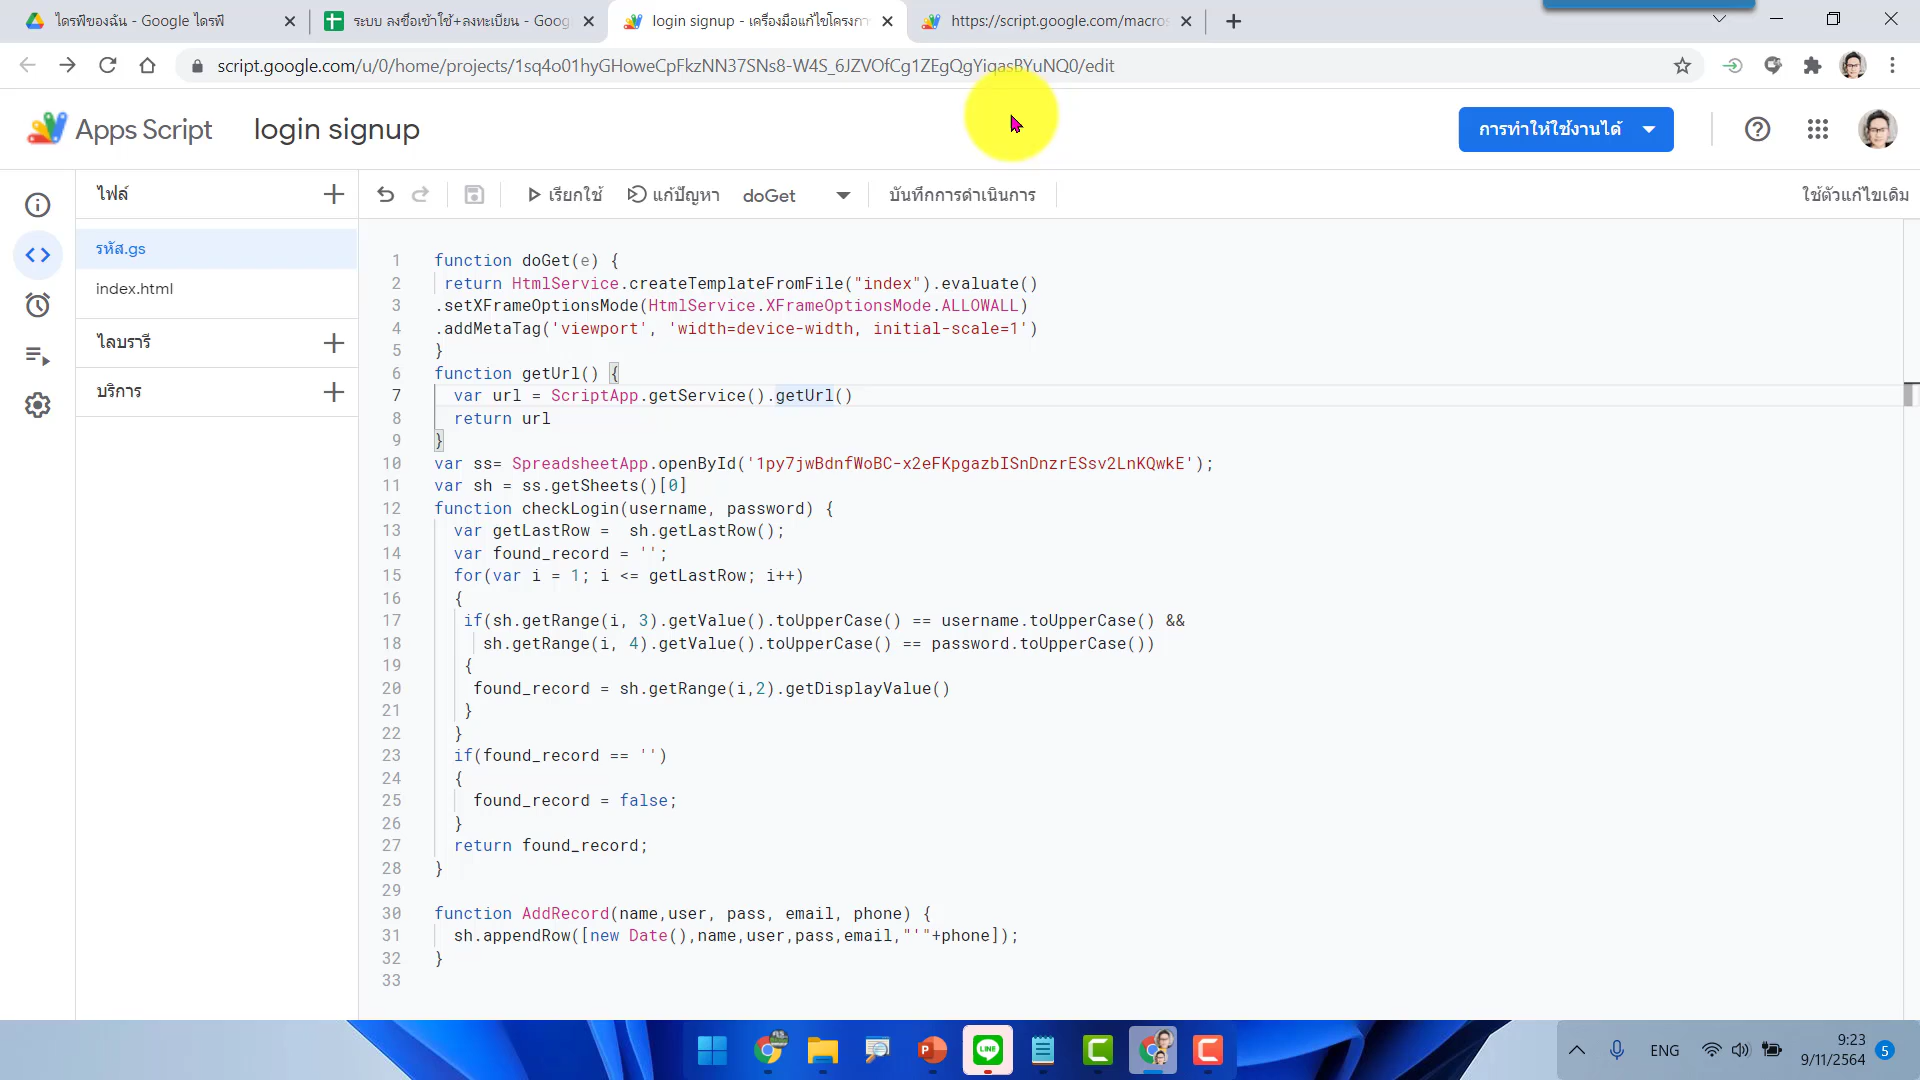 ไดรฟ์ของฉัน - Google ไดรฟ์
ระบบ ลงชื่อเข้าใช้+ลงทะเบียน - Goog
login signup - เครื่องมือแก้ไขโครงกา
https://script.google.com/macros
script.google.com/u/0/home/projects/1sq4o01hyGHoweCpFkzNN37SNs8-W4S_6JZVOfCg1ZEgQgYiqasBYuNQ0/edit
Apps Script
login signup
การทำให้ใช้งานได้
ไฟล์
เรียกใช้
แก้ปัญหา
doGet
บันทึกการดำเนินการ
ใช้ตัวแก้ไขเดิม
รหัส.gs
index.html
ไลบรารี
บริการ
1 function doGet(e) {
2 return HtmlService.createTemplateFromFile("index").evaluate()
3 .setXFrameOptionsMode(HtmlService.XFrameOptionsMode.ALLOWALL)
4 .addMetaTag('viewport', 'width=device-width, initial-scale=1')
5 }
6 function getUrl() {
7 var url = ScriptApp.getService().getUrl()
8 return url
9 }
10 var ss= SpreadsheetApp.openById('1py7jwBdnfWoBC-x2eFKpgazbISnDnzrESsv2LnKQwkE');
11 var sh = ss.getSheets()[0]
12 function checkLogin(username, password) {
13 var getLastRow =  sh.getLastRow();
14 var found_record = '';
15 for(var i = 1; i <= getLastRow; i++)
16 {
17 if(sh.getRange(i, 3).getValue().toUpperCase() == username.toUpperCase() &&
18 sh.getRange(i, 4).getValue().toUpperCase() == password.toUpperCase())
19 {
20 found_record = sh.getRange(i,2).getDisplayValue()
21 }
22 }
23 if(found_record == '')
24 {
25 found_record = false;
26 }
27 return found_record;
28 }
29
30 function AddRecord(name,user, pass, email, phone) {
31 sh.appendRow([new Date(),name,user,pass,email,"'"+phone]);
32 }
33
LINE
ENG
9:23
9/11/2564
5